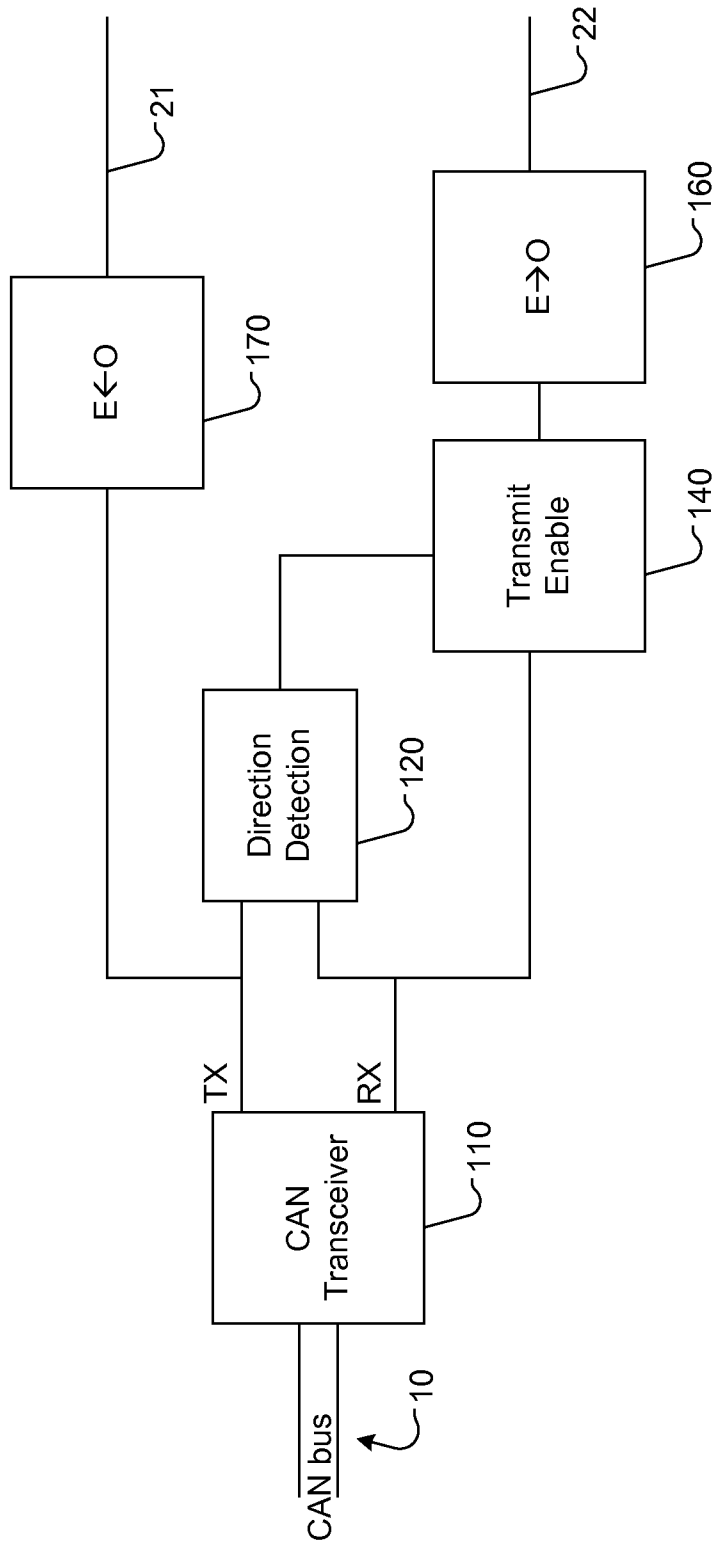 CAN bus
10
CAN
Transceiver
110
TX
RX
Direction
Detection
120
Transmit
Enable
140
E←O
170
E→O
160
21
22